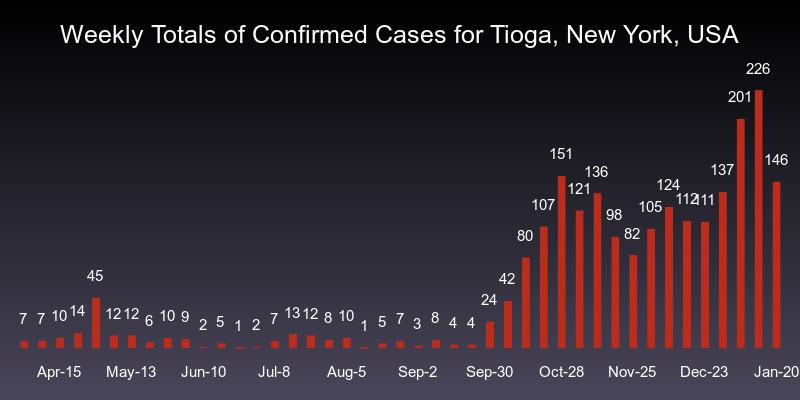 Weekly Totals of Confirmed Cases for Tioga, New York, USA
7 7 10 14 45 12 12 6 10 9 2 5 1 2 7 13 12 8 10 1 5 7 3 8 4 4 24 42 80 107 151 121 136 98 82 105 124 112 111 137 201 226 146
Apr-15 May-13 Jun-10 Jul-8 Aug-5 Sep-2 Sep-30 Oct-28 Nov-25 Dec-23 Jan-20